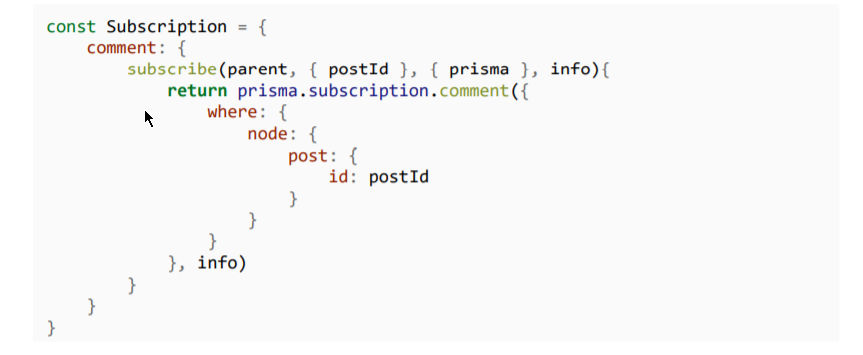 const Subscription = {
    comment: {
        subscribe(parent, { postId }, { prisma }, info){
            return prisma.subscription.comment({
                where: {
                    node: {
                        post: {
                            id: postId
                        }
                    }
                }
            }, info)
        }
    }
}